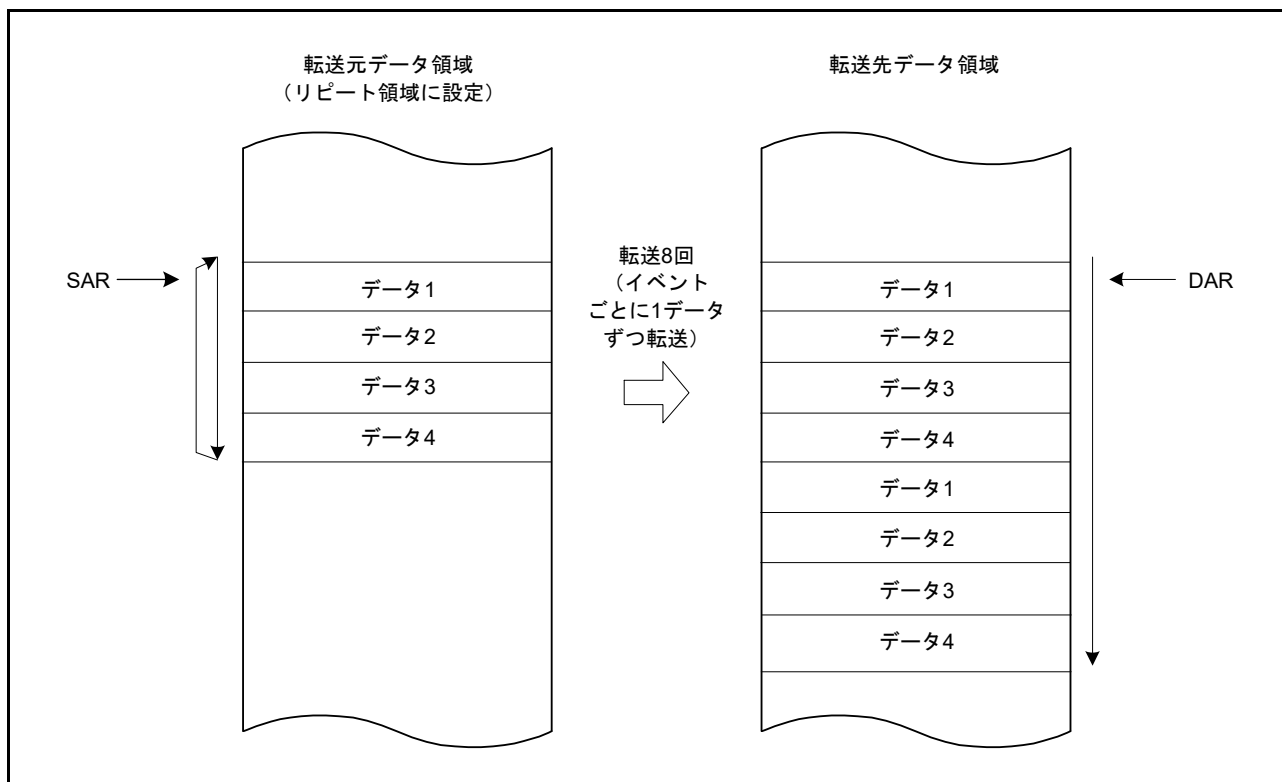 転送元データ領域
（リピート領域に設定）
転送先データ領域
SAR
データ1
データ2
データ3
データ4
転送8回
（イベント
ごとに1データ
ずつ転送）
DAR
データ1
データ2
データ3
データ4
データ1
データ2
データ3
データ4